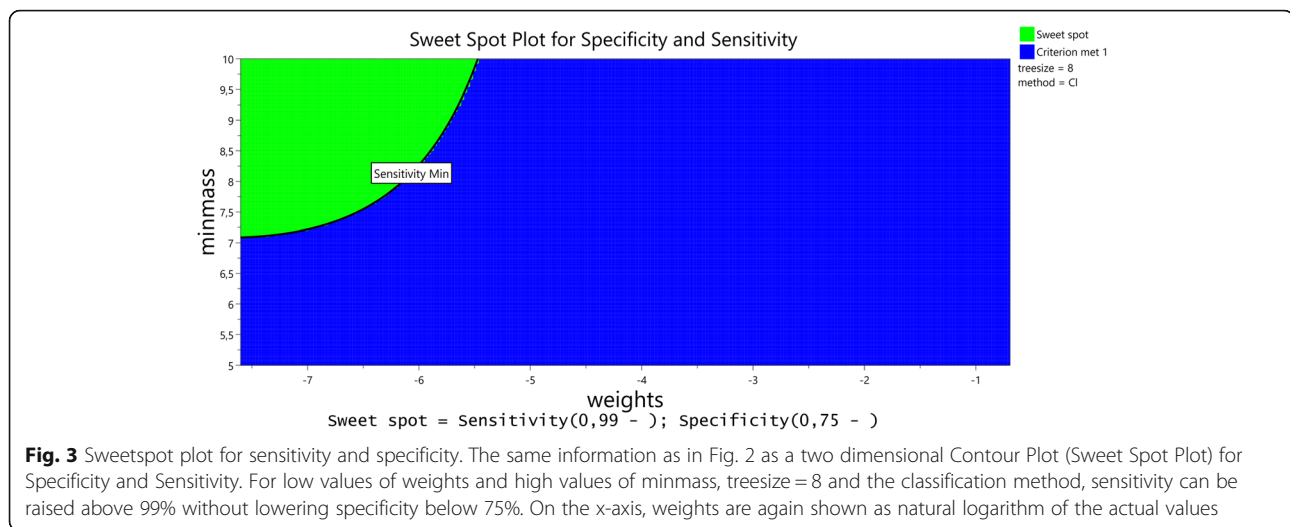 Sweet Spot Plot for Specificity and Sensitivity
Sweet spot
Criterion met 1
treesize = 8
method = Cl
10
9,5
9
8,5
8
7,5
7
6,5
6
5,5
5
minmass
Sensitivity Min
-7
-6
-5
-4
-3
-2
-1
weights
Sweet spot = Sensitivity(0,99 - ); Specificity(0,75 - )
Fig. 3 Sweetspot plot for sensitivity and specificity. The same information as in Fig. 2 as a two dimensional Contour Plot (Sweet Spot Plot) for
Specificity and Sensitivity. For low values of weights and high values of minmass, treesize = 8 and the classification method, sensitivity can be
raised above 99% without lowering specificity below 75%. On the x-axis, weights are again shown as natural logarithm of the actual values